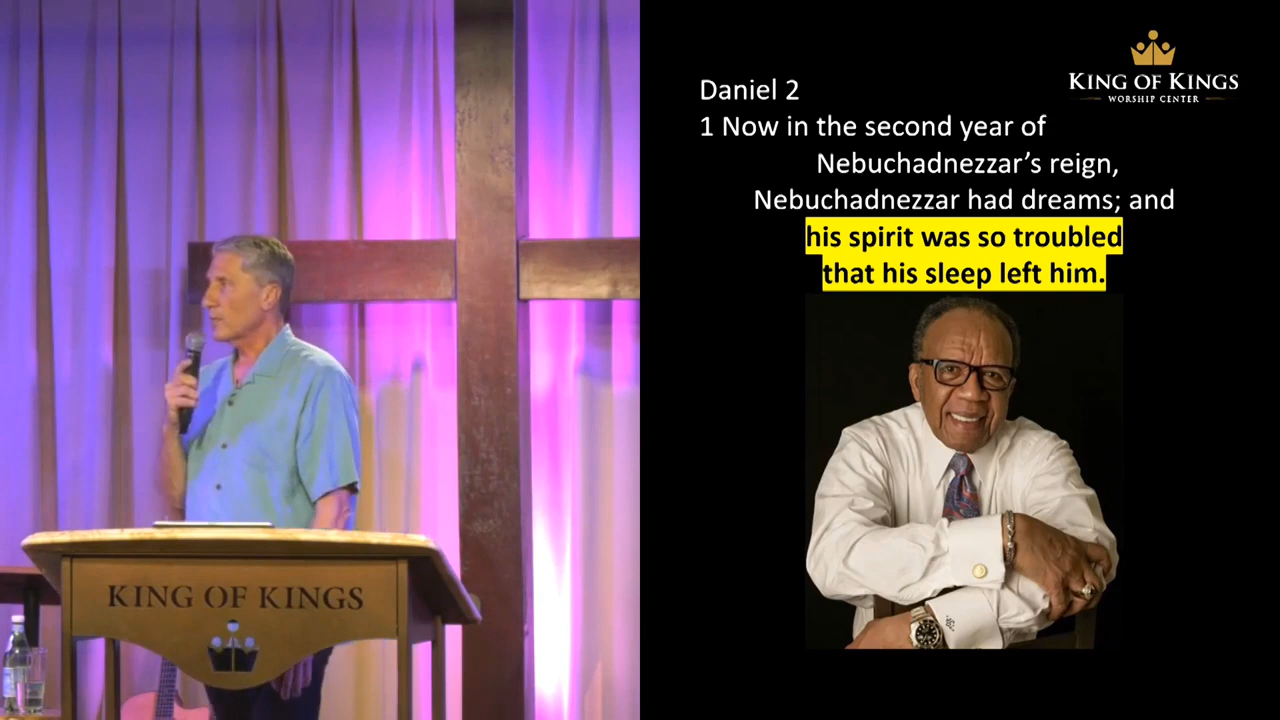 KING OF KINGS
WORSHIP CENTER
Daniel 2
1 Now in the second year of
Nebuchadnezzar’s reign,
Nebuchadnezzar had dreams; and
his spirit was so troubled
that his sleep left him.
KING OF KINGS